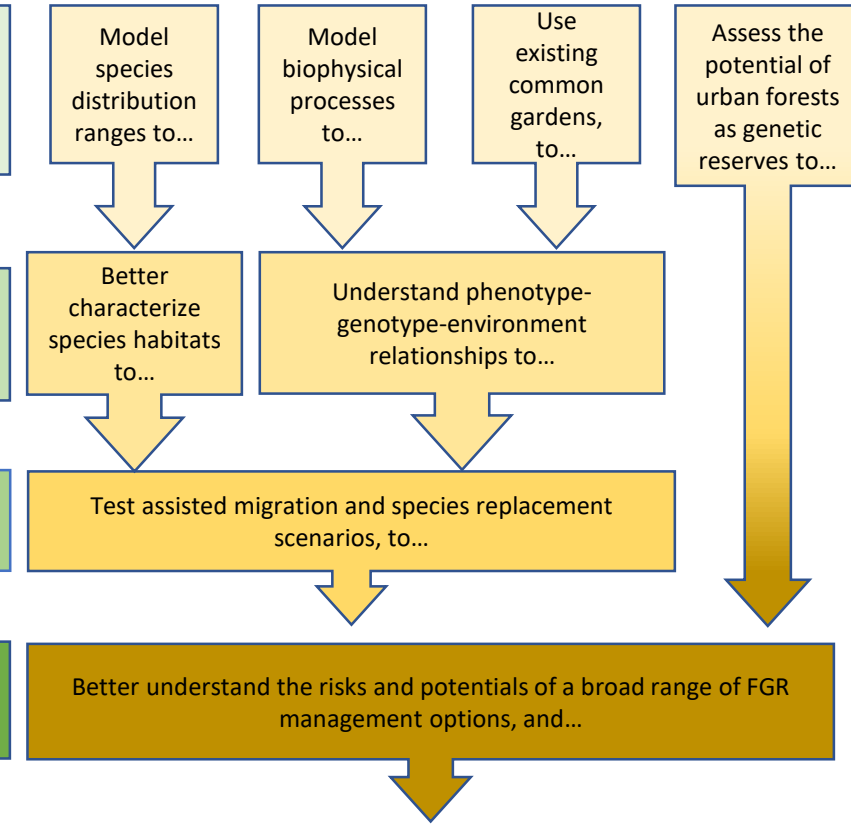 Model
species
distribution
ranges to…
Model
biophysical
processes
to…
Use
existing
common
gardens,
to…
Assess the
potential of
urban forests
as genetic
reserves to…
Better
characterize
species habitats
to…
Understand phenotype-
genotype-environment
relationships to…
Test assisted migration and species replacement
scenarios, to…
Better understand the risks and potentials of a broad range of FGR
management options, and…